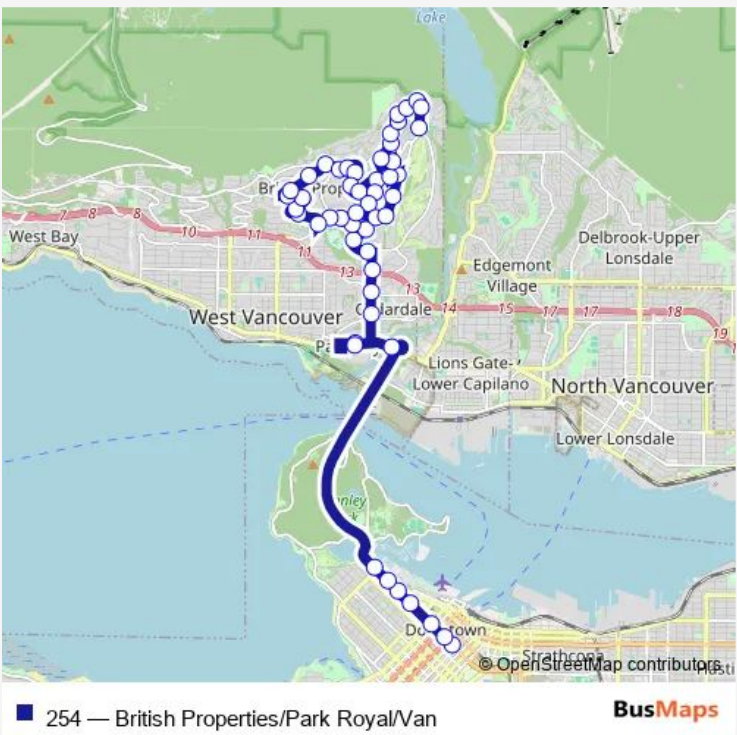 Lake
7
8
8
10
11
11
13
13
14
15
17
17
18
19
West Bay
Delbrook-Upper
Lonsdale
Edgemont
Village
West Vancouver
Lions Gate-
Lower Capilano
North Vancouver
Lower Lonsdale
Strathcona
© OpenStreetMap contributors
254 — British Properties/Park Royal/Van
BusMaps